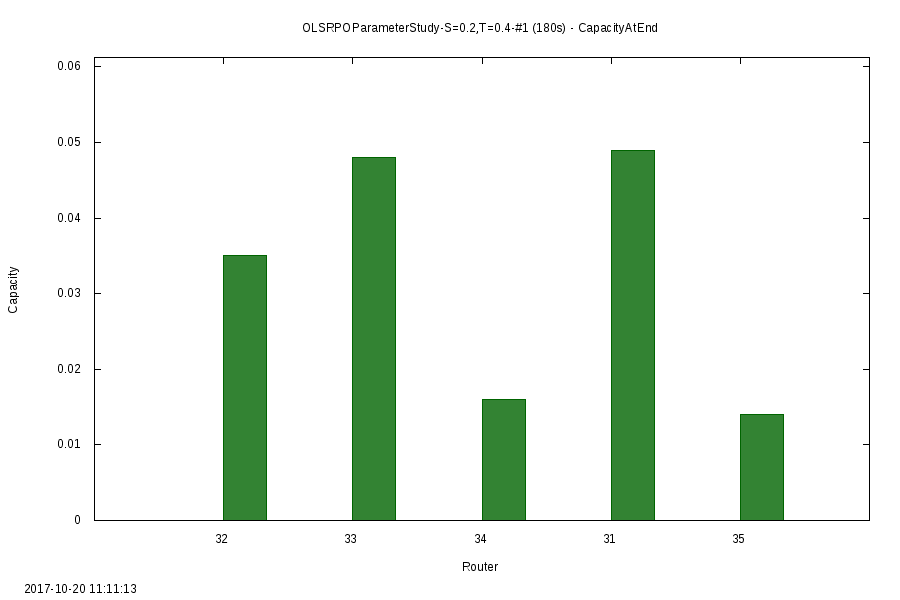 OLSRPOParameterStudy-S=0.2,T=0.4-#1 (180s) - CapacityAtEnd
0.06
0.05
0.04
0.03
0.02
0.01
0
Capacity
32 33 34 31 35
Router
2017-10-20 11:11:13